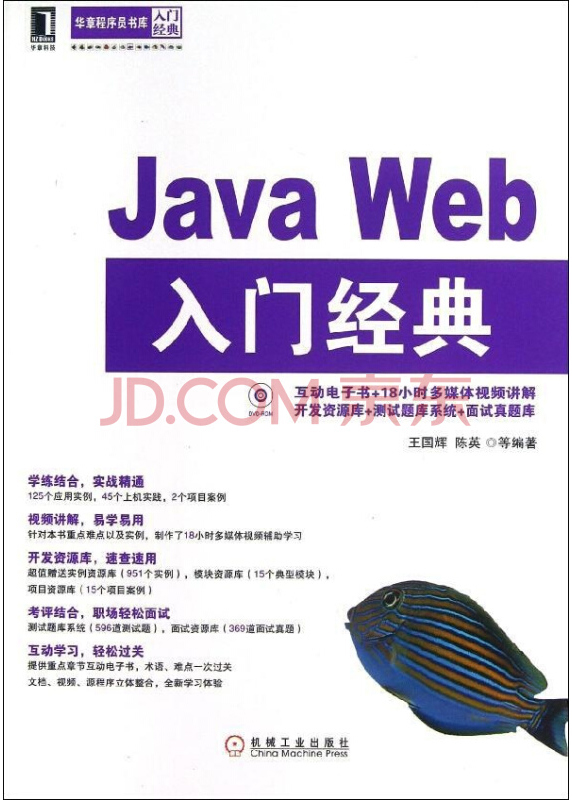 华章程序员书库
入门
经典
华章科技
Java Web
入门经典
JD.COM 京东
DVD-ROM
互动电子书+18小时多媒体视频讲解
开发资源库+测试题库系统+面试真题库
王国辉 陈英 ◎等编著
学练结合，实战精通
125个应用实例，45个上机实践，2个项目案例
视频讲解，易学易用
针对本书重点难点以及实例，制作了18小时多媒体视频辅助学习
开发资源库，速查速用
超值赠送实例资源库（951个实例），模块资源库（15个典型模块），
项目资源库（15个项目案例）
考评结合，职场轻松面试
测试题库系统（596道测试题），面试资源库（369道面试真题）
互动学习，轻松过关
提供重点章节互动电子书，术语、难点一次过关
文档、视频、源程序立体整合，全新学习体验
机械工业出版社
China Machine Press